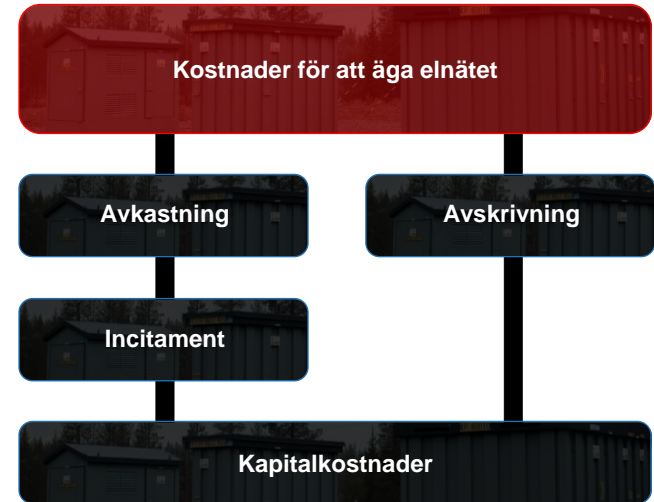 Kostnader för att äga elnätet
Avkastning
Avskrivning
Incitament
Kapitalkostnader